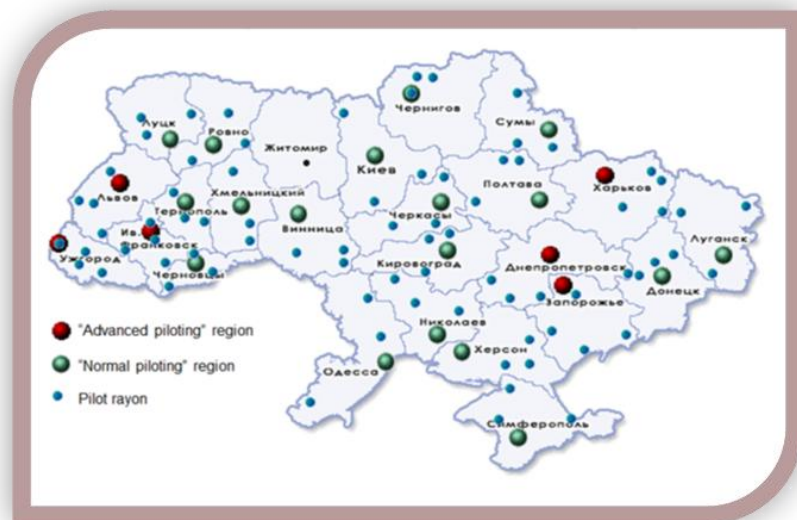 Чернигов
Луцк
Ровно
Сумы
Житомир
Киев
Харьков
Львов
Хмельницкий
Полтава
Тернополь
Черкасы
Ив.
Франковск
Винница
Луганск
Ужгород
Кировоград
Днепропетровск
Черновцы
Донецк
Запорожье
Николаев
"Advanced piloting" region
Херсон
"Normal piloting" region
Одесса
Pilot rayon
Симферополь